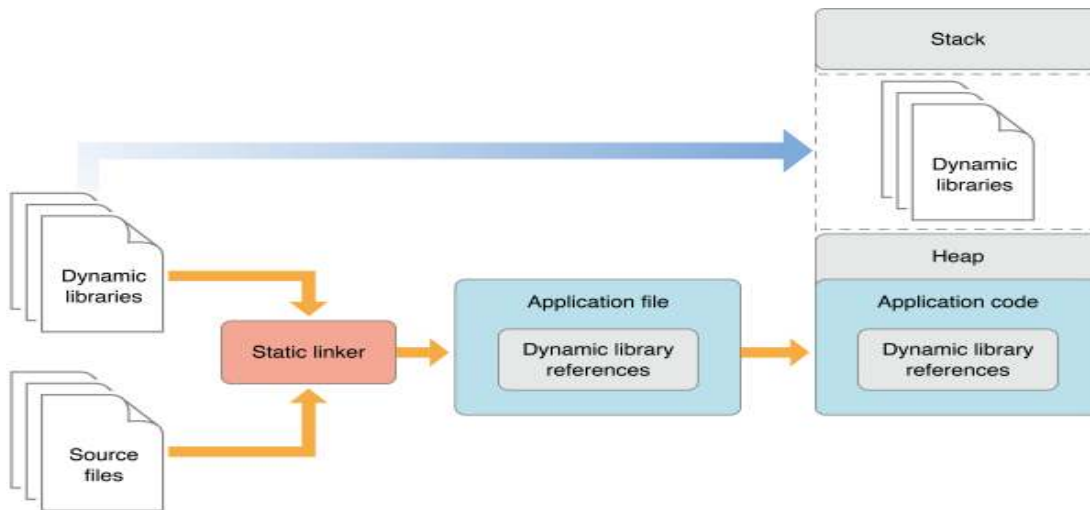 Stack
Dynamic
libraries
Heap
Dynamic
libraries
Static linker
Application file
Dynamic library
references
Application code
Dynamic library
references
Source
files